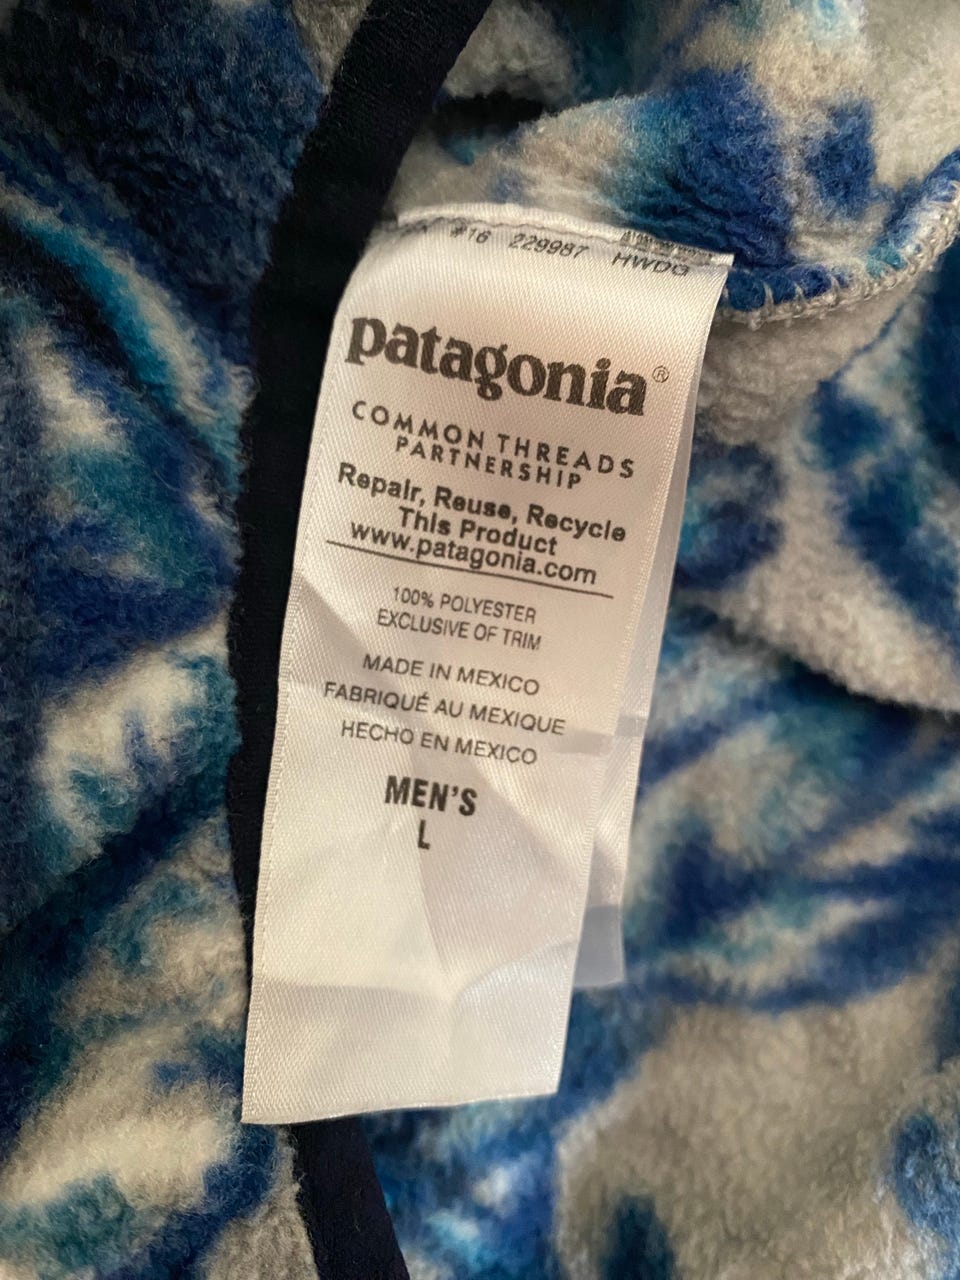 #16 229987 HWDG
patagonia®
COMMON THREADS
PARTNERSHIP
Repair, Reuse, Recycle
This Product
www.patagonia.com
100% POLYESTER
EXCLUSIVE OF TRIM
MADE IN MEXICO
FABRIQUÉ AU MEXIQUE
HECHO EN MEXICO
MEN'S
L